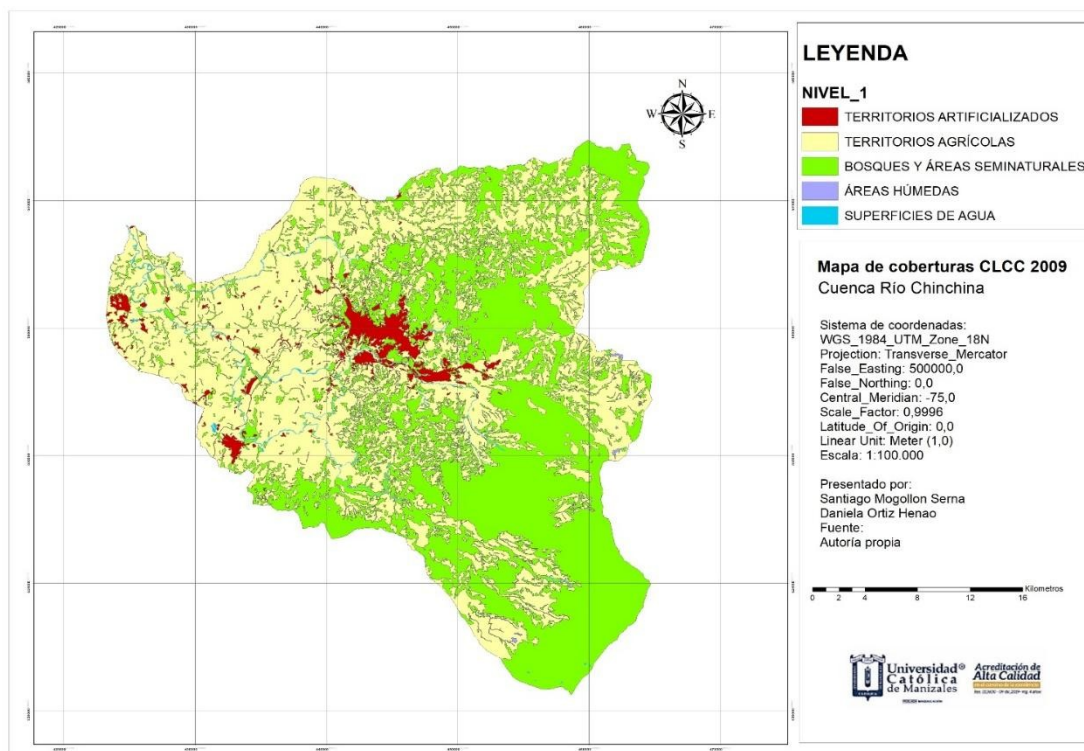 N
W E
S
LEYENDA
NIVEL_1
TERRITORIOS ARTIFICIALIZADOS
TERRITORIOS AGRÍCOLAS
BOSQUES Y ÁREAS SEMINATURALES
ÁREAS HÚMEDAS
SUPERFICIES DE AGUA
Mapa de coberturas CLCC 2009
Cuenca Río Chinchina
Sistema de coordenadas:
WGS_1984_UTM_Zone_18N
Projection: Transverse_Mercator
False_Easting: 500000,0
False_Northing: 0,0
Central_Meridian: -75,0
Scale_Factor: 0,9996
Latitude_Of_Origin: 0,0
Linear Unit: Meter (1,0)
Escala: 1:100.000
Presentado por:
Santiago Mogollon Serna
Daniela Ortiz Henao
Fuente:
Autoría propia
Kilometros
0 2 4 8 12 16
Universidad®
Católica
de Manizales
Acreditación de
Alta Calidad